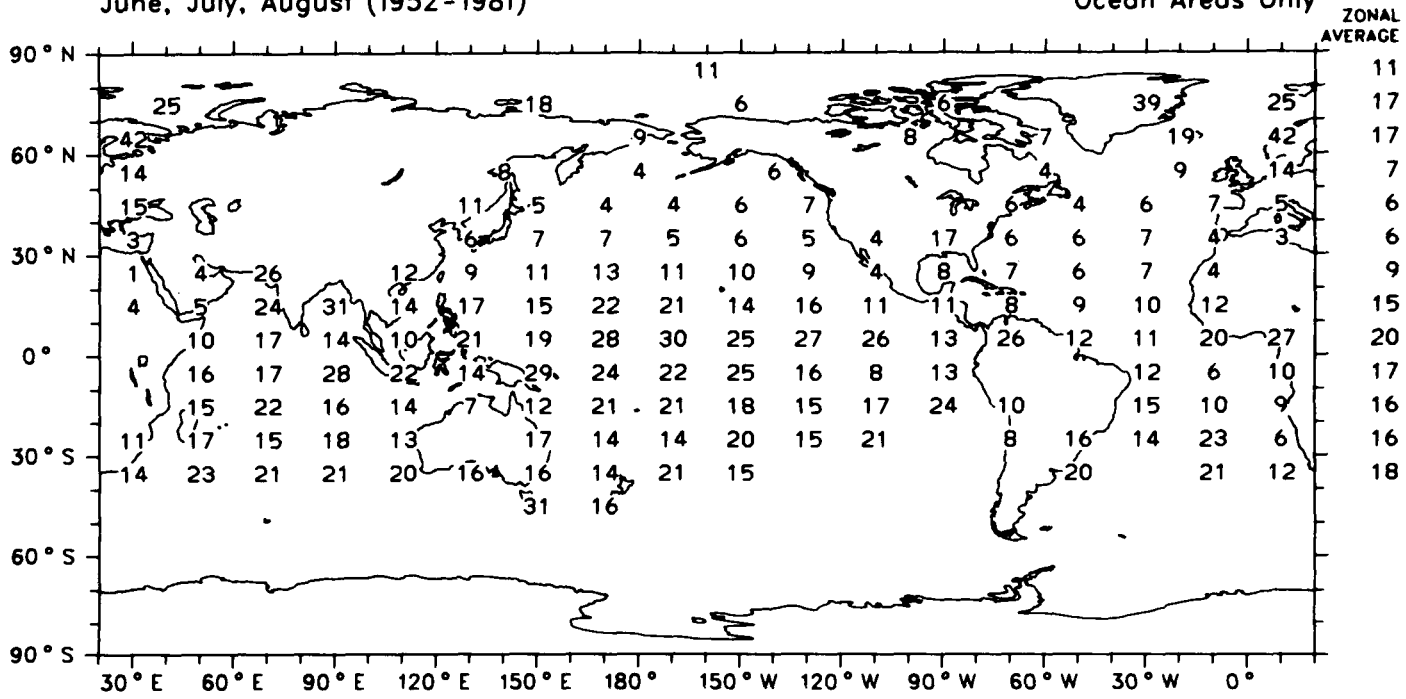 June, July, August (1952-1981) Ocean Areas Only
ZONAL
AVERAGE
90° N 11 11
25 18 6 6 39 25 17
42 9 8 7 19 42 17
60° N
14 8 4 6 4 9 14 7
15 11 5 4 4 6 7 6 4 6 7 5 6
3 6 7 7 5 6 5 4 17 6 6 7 4 3 6
30° N
1 4 26 12 9 11 13 11 10 9 4 8 7 6 7 4 9
4 5 24 31 14 17 15 22 21 14 16 11 11 8 9 10 12 15
10 17 14 10 21 19 28 30 25 27 26 13 26 12 11 20 27 20
0°
16 17 28 22 14 29 24 22 25 16 8 13 12 6 10 17
15 22 16 14 7 12 21 21 18 15 17 24 10 15 10 9 16
11 17 15 18 13 17 14 14 20 15 21 8 16 14 23 6 16
30° S
14 23 21 21 20 16 16 14 21 15 20 21 12 18
31 16
60° S
90° S
30° E 60° E 90° E 120° E 150° E 180° 150° W 120° W 90° W 60° W 30° W 0°